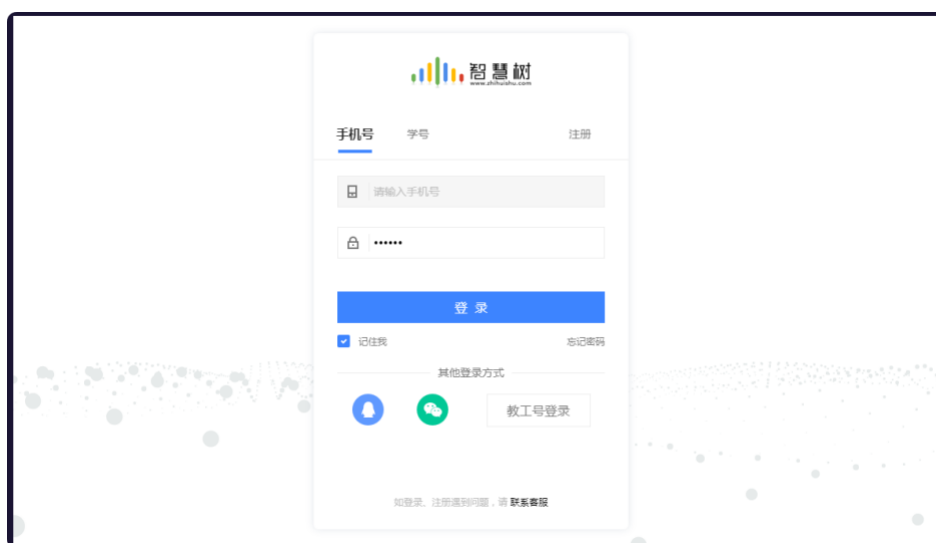 智慧树
www.zhihuishu.com
手机号 学号 注册
请输入手机号
••••••
登 录
记住我 忘记密码
其他登录方式
教工号登录
如登录、注册遇到问题，请 联系客服